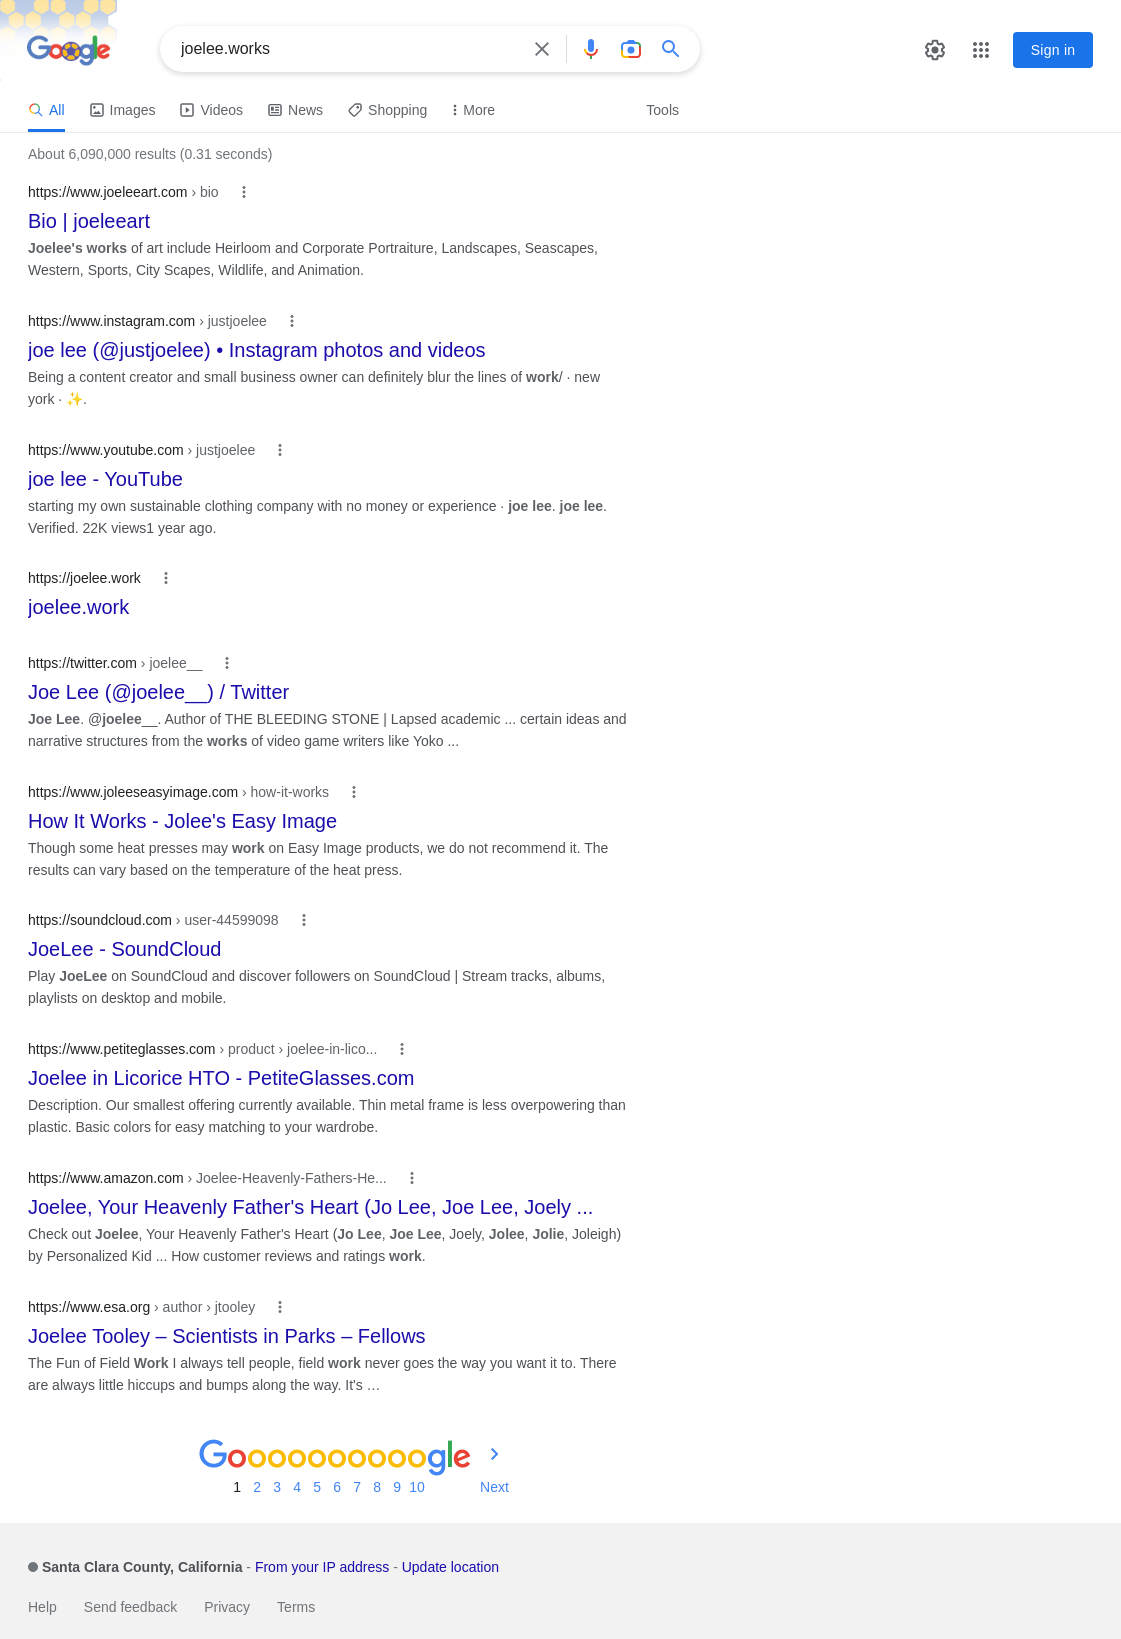 Google
joelee.works
Sign in
All Images Videos News Shopping More Tools
About 6,090,000 results (0.31 seconds)
https://www.joeleeart.com › bio
Bio | joeleeart
Joelee's works of art include Heirloom and Corporate Portraiture, Landscapes, Seascapes,
Western, Sports, City Scapes, Wildlife, and Animation.
https://www.instagram.com › justjoelee
joe lee (@justjoelee) • Instagram photos and videos
Being a content creator and small business owner can definitely blur the lines of work/ · new
york · ✨.
https://www.youtube.com › justjoelee
joe lee - YouTube
starting my own sustainable clothing company with no money or experience · joe lee. joe lee.
Verified. 22K views1 year ago.
https://joelee.work
joelee.work
https://twitter.com › joelee__
Joe Lee (@joelee__) / Twitter
Joe Lee. @joelee__. Author of THE BLEEDING STONE | Lapsed academic ... certain ideas and
narrative structures from the works of video game writers like Yoko ...
https://www.joleeseasyimage.com › how-it-works
How It Works - Jolee's Easy Image
Though some heat presses may work on Easy Image products, we do not recommend it. The
results can vary based on the temperature of the heat press.
https://soundcloud.com › user-44599098
JoeLee - SoundCloud
Play JoeLee on SoundCloud and discover followers on SoundCloud | Stream tracks, albums,
playlists on desktop and mobile.
https://www.petiteglasses.com › product › joelee-in-lico...
Joelee in Licorice HTO - PetiteGlasses.com
Description. Our smallest offering currently available. Thin metal frame is less overpowering than
plastic. Basic colors for easy matching to your wardrobe.
https://www.amazon.com › Joelee-Heavenly-Fathers-He...
Joelee, Your Heavenly Father's Heart (Jo Lee, Joe Lee, Joely ...
Check out Joelee, Your Heavenly Father's Heart (Jo Lee, Joe Lee, Joely, Jolee, Jolie, Joleigh)
by Personalized Kid ... How customer reviews and ratings work.
https://www.esa.org › author › jtooley
Joelee Tooley – Scientists in Parks – Fellows
The Fun of Field Work I always tell people, field work never goes the way you want it to. There
are always little hiccups and bumps along the way. It's …
Goooooooooogle
1 2 3 4 5 6 7 8 9 10 Next
Santa Clara County, California - From your IP address - Update location
Help Send feedback Privacy Terms